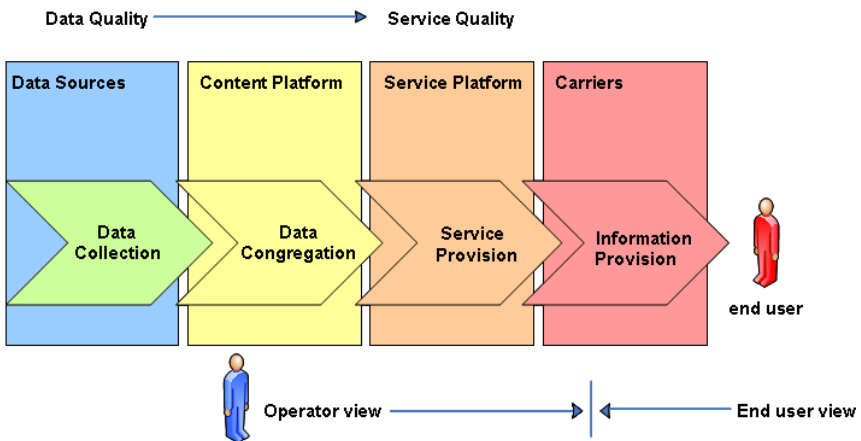 Data Quality
Service Quality
Data Sources
Content Platform
Service Platform
Carriers
Data
Collection
Data
Congregation
Service
Provision
Information
Provision
end user
Operator view
End user view